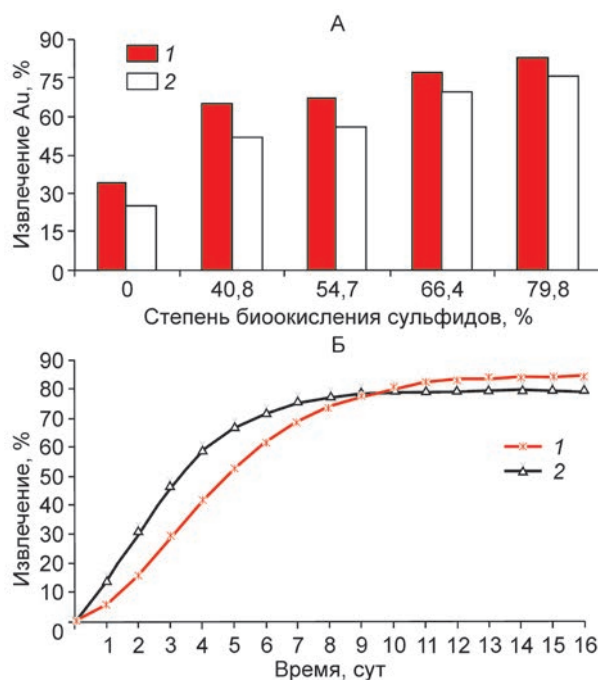 А
Извлечение Au, %
90
75
60
45
30
15
0
1
2
0 40,8 54,7 66,4 79,8
Степень биоокисления сульфидов, %
Б
Извлечение, %
90
80
70
60
50
40
30
20
10
0
1
2
1 2 3 4 5 6 7 8 9 10 11 12 13 14 15 16
Время, сут